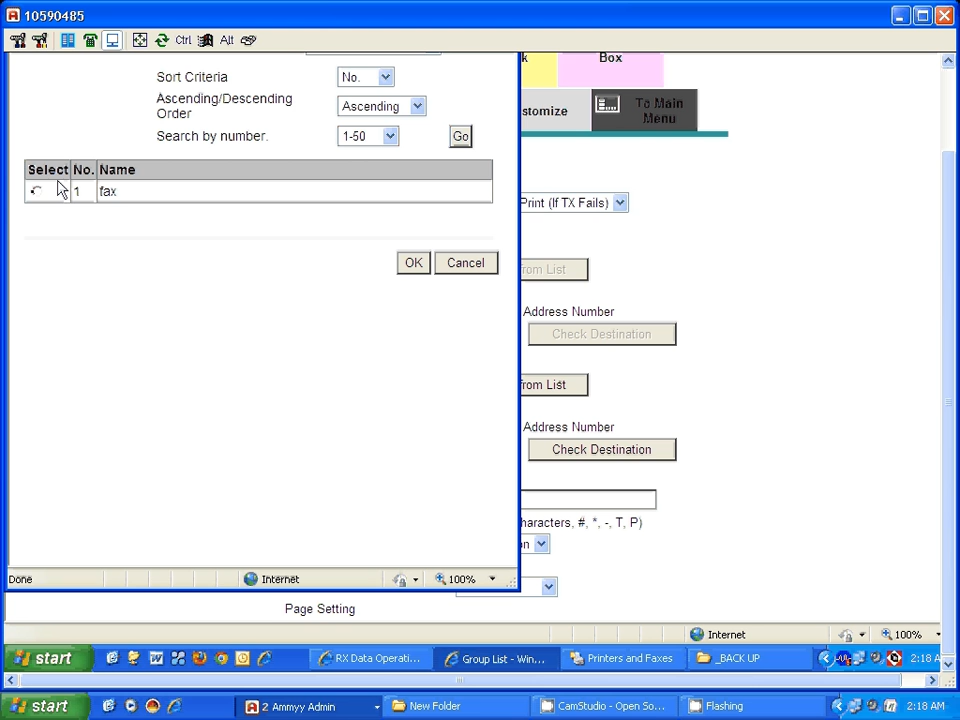 10590485
Ctrl
Alt
k
Box
Sort Criteria
No.
Ascending/Descending
Order
Ascending
stomize
To Main
Menu
Search by number.
1-50
Go
Select
No.
Name
1
fax
Print (If TX Fails)
OK
Cancel
from List
Address Number
Check Destination
from List
Address Number
Check Destination
haracters, #, *, -, T, P)
on
Done
Internet
100%
Page Setting
Internet
100%
start
RX Data Operati...
Group List - Win...
Printers and Faxes
_BACK UP
2:18 A
start
2 Ammyy Admin
New Folder
CamStudio - Open So...
Flashing
2:18 AM